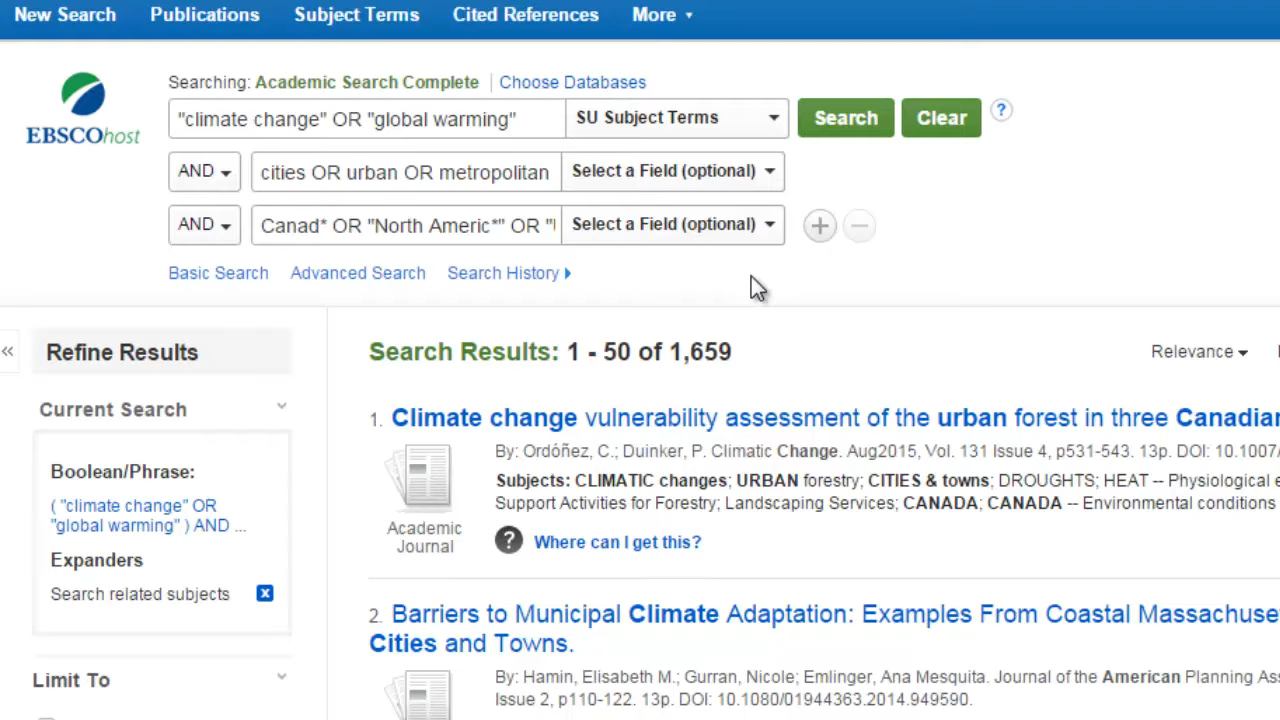 New Search Publications Subject Terms Cited References More
Searching: Academic Search Complete Choose Databases
EBSCOhost
"climate change" OR "global warming" SU Subject Terms Search Clear ?
AND cities OR urban OR metropolitan Select a Field (optional)
AND Canad* OR "North Americ*" OR " Select a Field (optional)
Basic Search Advanced Search Search History
Refine Results
Current Search
Boolean/Phrase:
( "climate change" OR
"global warming" ) AND ...
Expanders
Search related subjects
Limit To
Search Results: 1 - 50 of 1,659
Relevance
1. Climate change vulnerability assessment of the urban forest in three Canadian
By: Ordóñez, C.; Duinker, P. Climatic Change. Aug2015, Vol. 131 Issue 4, p531-543. 13p. DOI: 10.1007/
Subjects: CLIMATIC changes; URBAN forestry; CITIES & towns; DROUGHTS; HEAT -- Physiological e
Support Activities for Forestry; Landscaping Services; CANADA; CANADA -- Environmental conditions
Academic
Journal
? Where can I get this?
2. Barriers to Municipal Climate Adaptation: Examples From Coastal Massachuse
Cities and Towns.
By: Hamin, Elisabeth M.; Gurran, Nicole; Emlinger, Ana Mesquita. Journal of the American Planning Ass
Issue 2, p110-122. 13p. DOI: 10.1080/01944363.2014.949590.